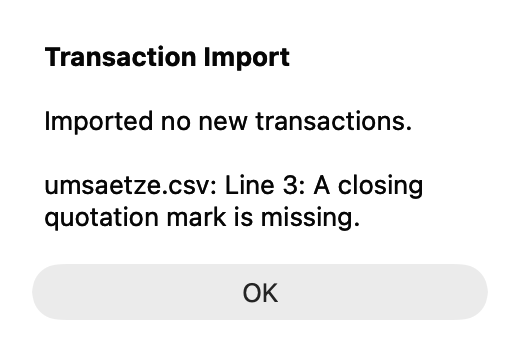 Transaction Import
Imported no new transactions.
umsaetze.csv: Line 3: A closing
quotation mark is missing.
OK